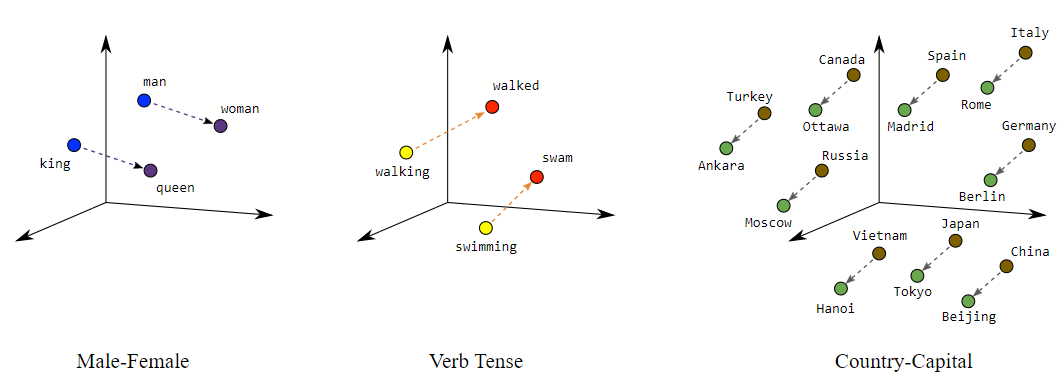 man
woman
king
queen
Male-Female
walked
walking
swam
swimming
Verb Tense
Italy
Spain
Canada
Rome
Turkey
Ottawa
Madrid
Germany
Ankara
Russia
Berlin
Moscow
Japan
Vietnam
China
Tokyo
Hanoi
Beijing
Country-Capital